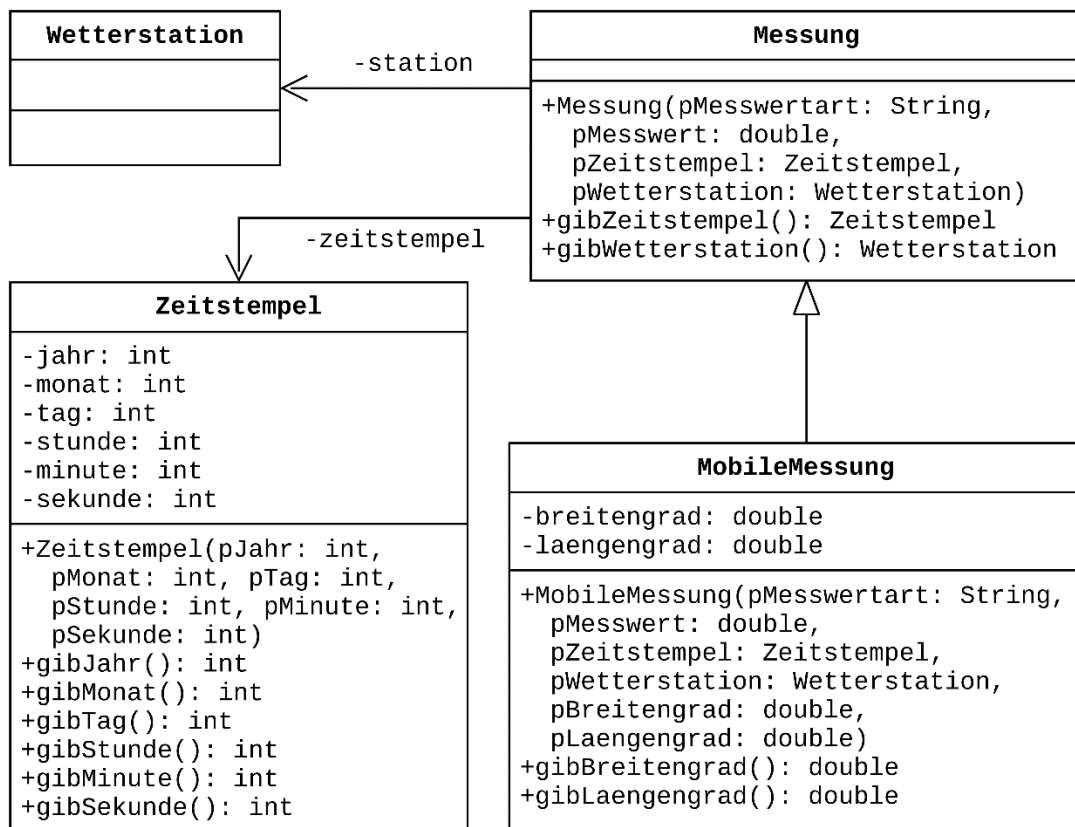 Wetterstation
-station
Messung
+Messung(pMesswertart: String,
pMesswert: double,
pZeitstempel: Zeitstempel,
pWetterstation: Wetterstation)
+gibZeitstempel(): Zeitstempel
+gibWetterstation(): Wetterstation
-zeitstempel
Zeitstempel
-jahr: int
-monat: int
-tag: int
-stunde: int
-minute: int
-sekunde: int
+Zeitstempel(pJahr: int,
pMonat: int, pTag: int,
pStunde: int, pMinute: int,
pSekunde: int)
+gibJahr(): int
+gibMonat(): int
+gibTag(): int
+gibStunde(): int
+gibMinute(): int
+gibSekunde(): int
MobileMessung
-breitengrad: double
-laengengrad: double
+MobileMessung(pMesswertart: String,
pMesswert: double,
pZeitstempel: Zeitstempel,
pWetterstation: Wetterstation,
pBreitengrad: double,
pLaengengrad: double)
+gibBreitengrad(): double
+gibLaengengrad(): double